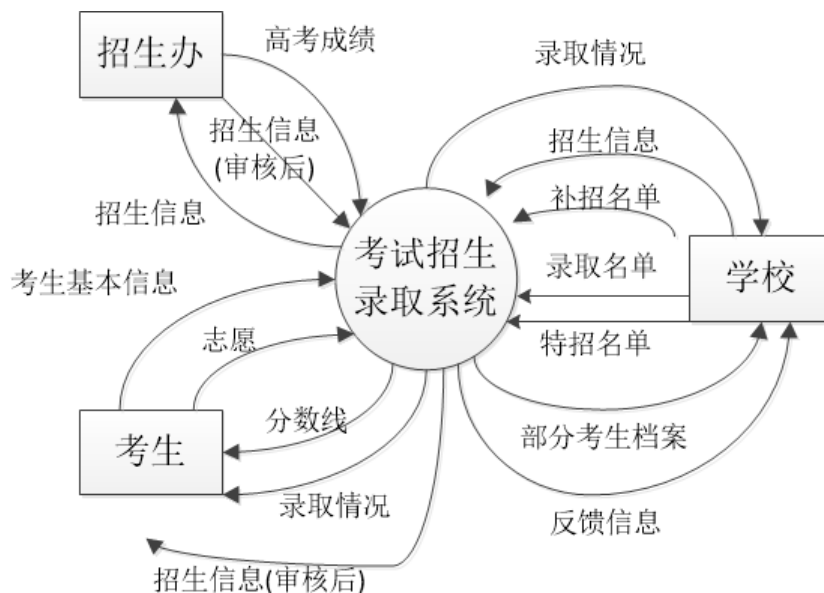 招生办
高考成绩
录取情况
招生信息
(审核后)
招生信息
补招名单
招生信息
考试招生
录取系统
学校
考生基本信息
录取名单
志愿
特招名单
考生
分数线
部分考生档案
录取情况
反馈信息
招生信息(审核后)